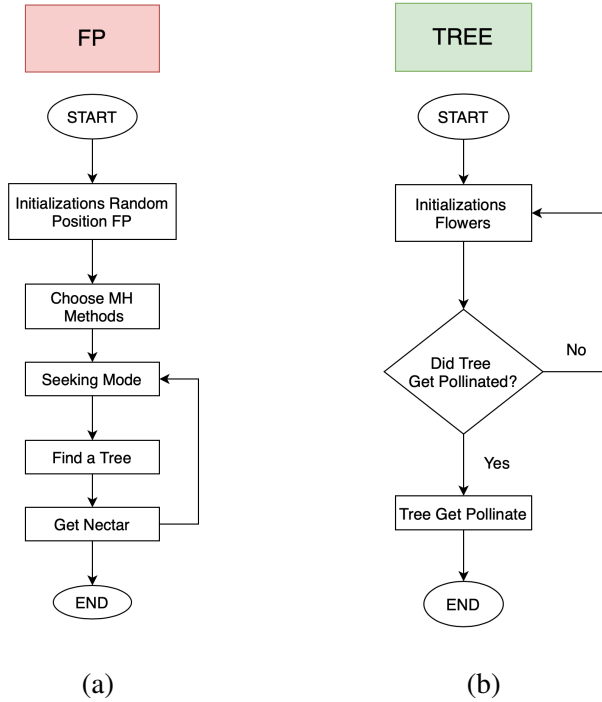 FP
START
Initializations Random
Position FP
Choose MH
Methods
Seeking Mode
Find a Tree
Get Nectar
END
(a)
TREE
START
Initializations
Flowers
Did Tree
Get Pollinated?
No
Yes
Tree Get Pollinate
END
(b)